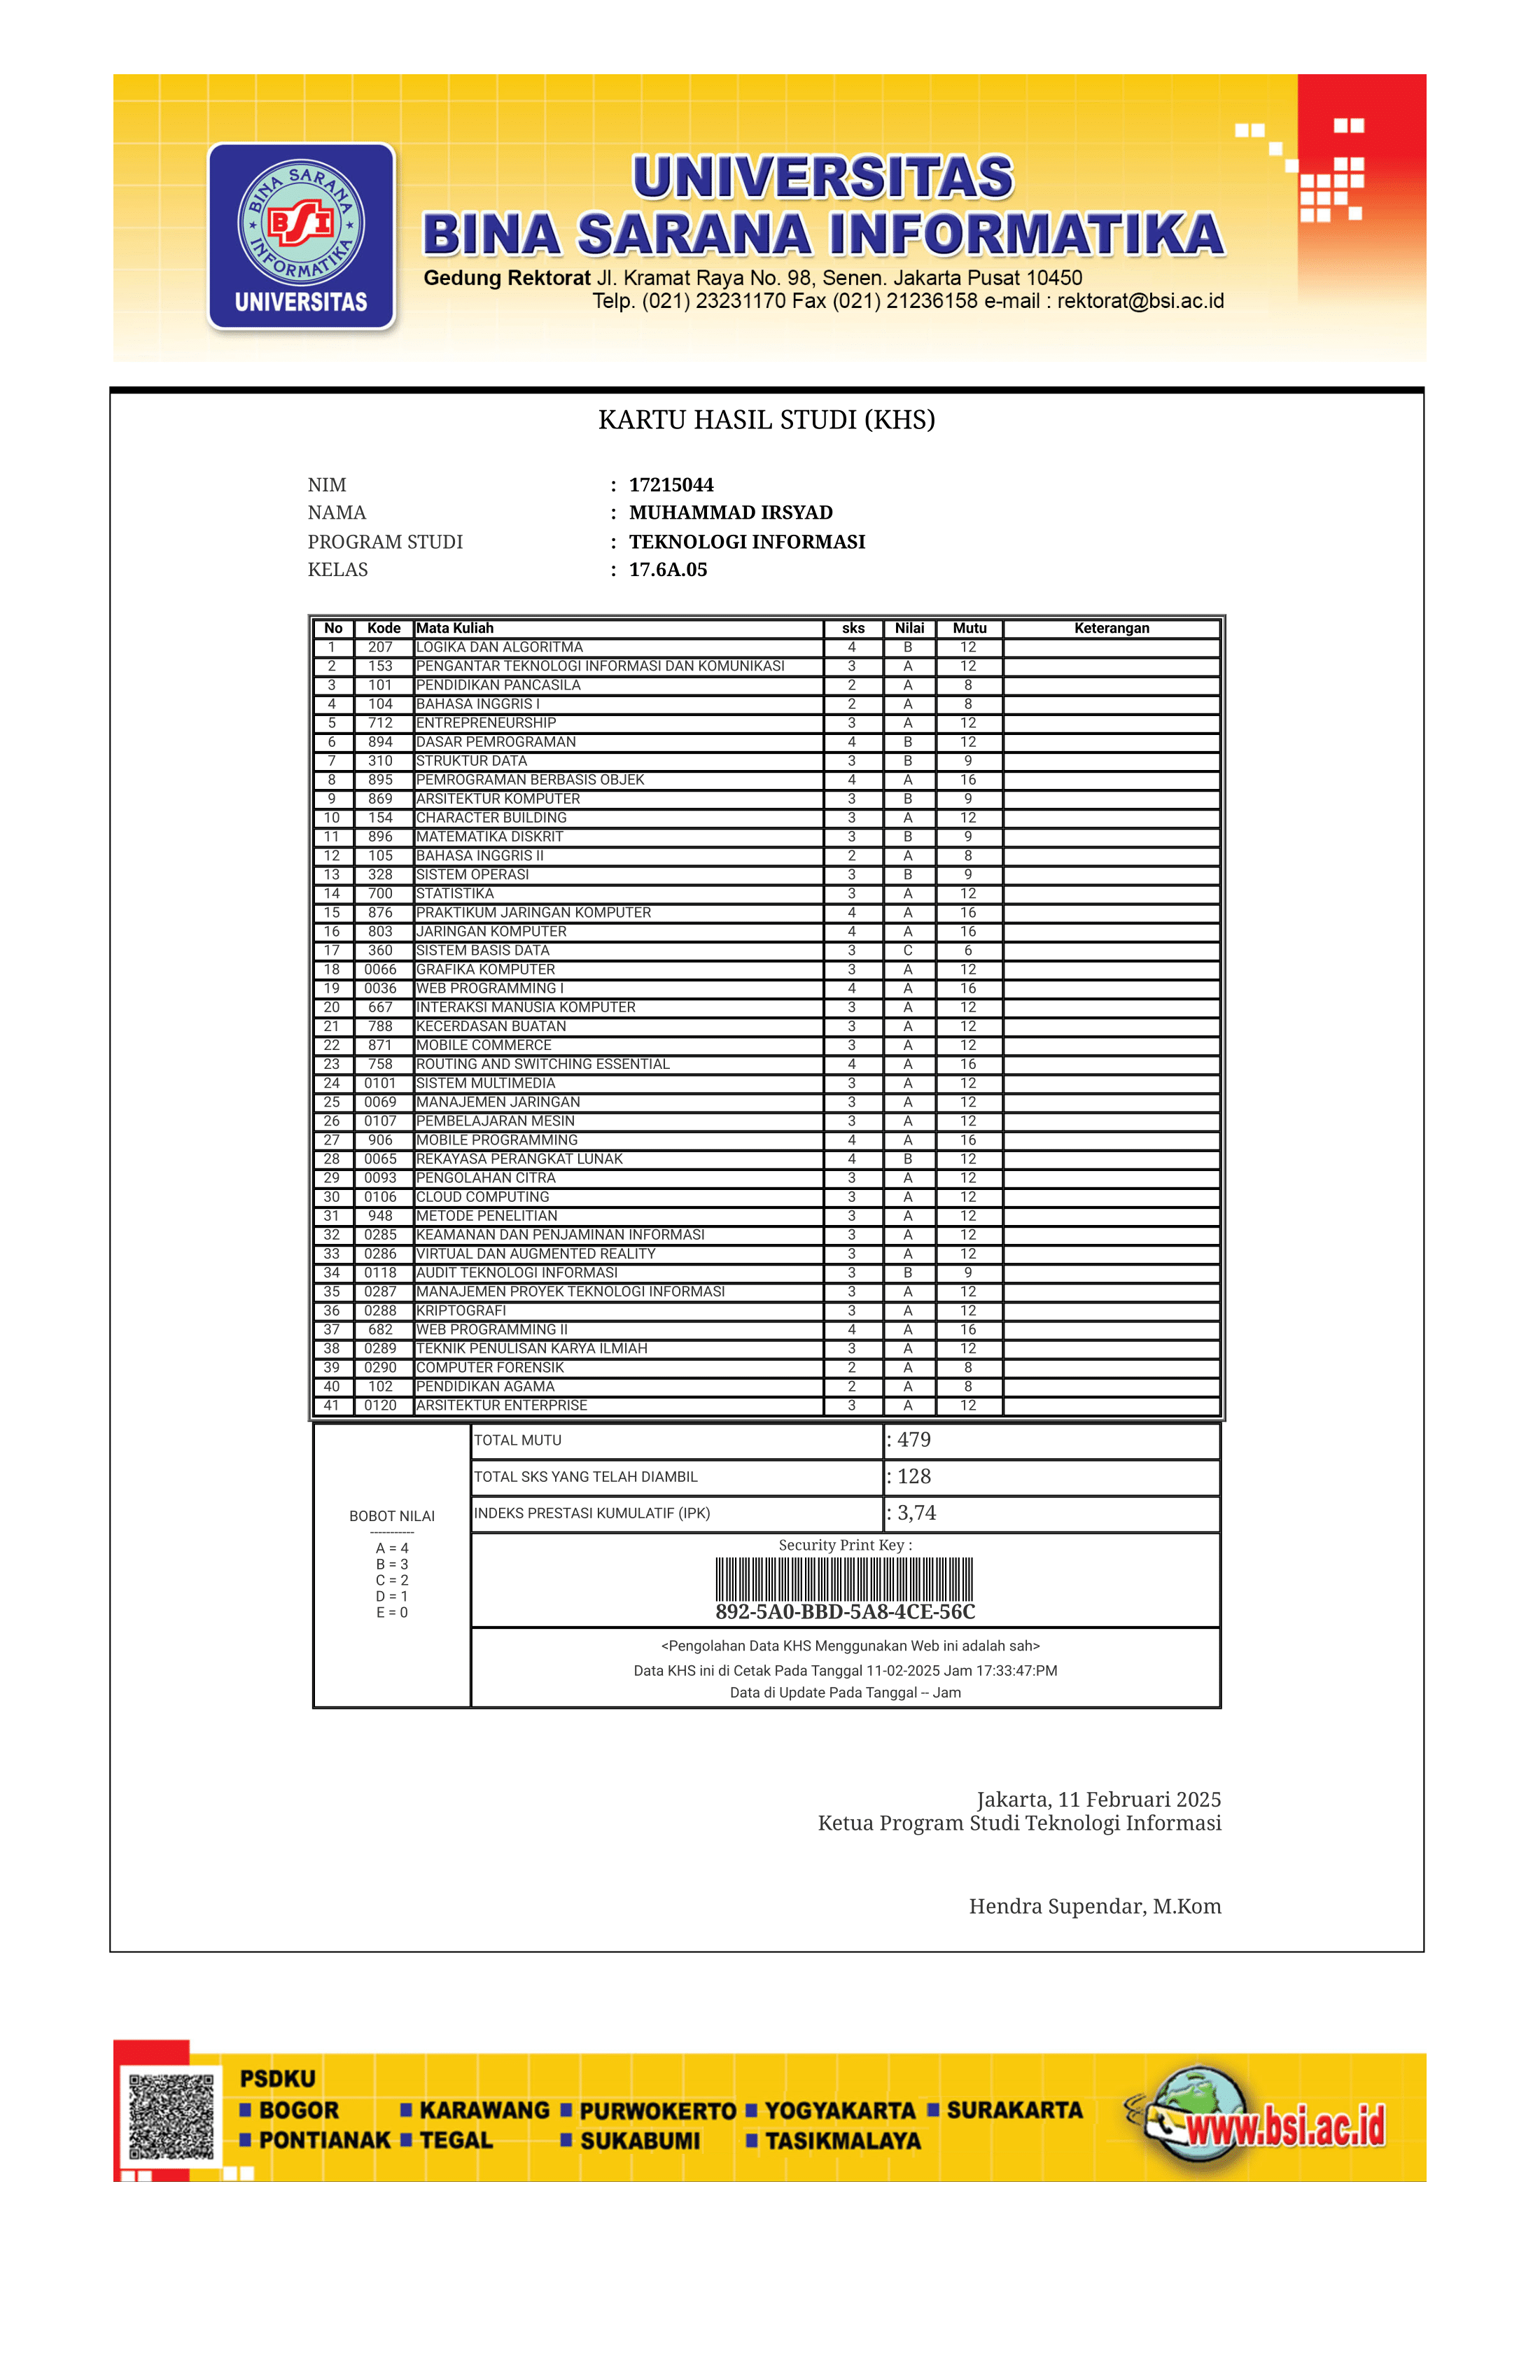 BINA SARANA
BSI
INFORMATIKA
UNIVERSITAS
UNIVERSITAS
BINA SARANA INFORMATIKA
Gedung Rektorat Jl. Kramat Raya No. 98, Senen. Jakarta Pusat 10450
Telp. (021) 23231170 Fax (021) 21236158 e-mail : rektorat@bsi.ac.id
KARTU HASIL STUDI (KHS)
NIM : 17215044
NAMA : MUHAMMAD IRSYAD
PROGRAM STUDI : TEKNOLOGI INFORMASI
KELAS : 17.6A.05
No Kode Mata Kuliah sks Nilai Mutu Keterangan
1 207 LOGIKA DAN ALGORITMA 4 B 12
2 153 PENGANTAR TEKNOLOGI INFORMASI DAN KOMUNIKASI 3 A 12
3 101 PENDIDIKAN PANCASILA 2 A 8
4 104 BAHASA INGGRIS I 2 A 8
5 712 ENTREPRENEURSHIP 3 A 12
6 894 DASAR PEMROGRAMAN 4 B 12
7 310 STRUKTUR DATA 3 B 9
8 895 PEMROGRAMAN BERBASIS OBJEK 4 A 16
9 869 ARSITEKTUR KOMPUTER 3 B 9
10 154 CHARACTER BUILDING 3 A 12
11 896 MATEMATIKA DISKRIT 3 B 9
12 105 BAHASA INGGRIS II 2 A 8
13 328 SISTEM OPERASI 3 B 9
14 700 STATISTIKA 3 A 12
15 876 PRAKTIKUM JARINGAN KOMPUTER 4 A 16
16 803 JARINGAN KOMPUTER 4 A 16
17 360 SISTEM BASIS DATA 3 C 6
18 0066 GRAFIKA KOMPUTER 3 A 12
19 0036 WEB PROGRAMMING I 4 A 16
20 667 INTERAKSI MANUSIA KOMPUTER 3 A 12
21 788 KECERDASAN BUATAN 3 A 12
22 871 MOBILE COMMERCE 3 A 12
23 758 ROUTING AND SWITCHING ESSENTIAL 4 A 16
24 0101 SISTEM MULTIMEDIA 3 A 12
25 0069 MANAJEMEN JARINGAN 3 A 12
26 0107 PEMBELAJARAN MESIN 3 A 12
27 906 MOBILE PROGRAMMING 4 A 16
28 0065 REKAYASA PERANGKAT LUNAK 4 B 12
29 0093 PENGOLAHAN CITRA 3 A 12
30 0106 CLOUD COMPUTING 3 A 12
31 948 METODE PENELITIAN 3 A 12
32 0285 KEAMANAN DAN PENJAMINAN INFORMASI 3 A 12
33 0286 VIRTUAL DAN AUGMENTED REALITY 3 A 12
34 0118 AUDIT TEKNOLOGI INFORMASI 3 B 9
35 0287 MANAJEMEN PROYEK TEKNOLOGI INFORMASI 3 A 12
36 0288 KRIPTOGRAFI 3 A 12
37 682 WEB PROGRAMMING II 4 A 16
38 0289 TEKNIK PENULISAN KARYA ILMIAH 3 A 12
39 0290 COMPUTER FORENSIK 2 A 8
40 102 PENDIDIKAN AGAMA 2 A 8
41 0120 ARSITEKTUR ENTERPRISE 3 A 12
BOBOT NILAI
-----------
A = 4
B = 3
C = 2
D = 1
E = 0
TOTAL MUTU : 479
TOTAL SKS YANG TELAH DIAMBIL : 128
INDEKS PRESTASI KUMULATIF (IPK) : 3,74
Security Print Key :
892-5A0-BBD-5A8-4CE-56C
<Pengolahan Data KHS Menggunakan Web ini adalah sah>
Data KHS ini di Cetak Pada Tanggal 11-02-2025 Jam 17:33:47:PM
Data di Update Pada Tanggal -- Jam
Jakarta, 11 Februari 2025
Ketua Program Studi Teknologi Informasi
Hendra Supendar, M.Kom
PSDKU
BOGOR KARAWANG PURWOKERTO YOGYAKARTA SURAKARTA
PONTIANAK TEGAL SUKABUMI TASIKMALAYA
www.bsi.ac.id